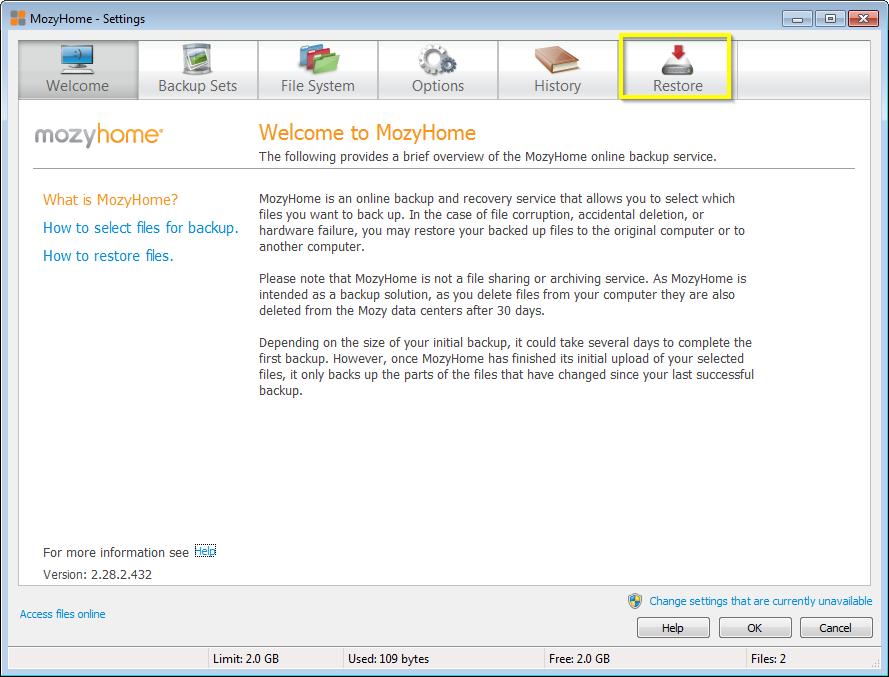 MozyHome - Settings
Welcome
Backup Sets
File System
Options
History
Restore
mozyhome®
Welcome to MozyHome
The following provides a brief overview of the MozyHome online backup service.
What is MozyHome?
How to select files for backup.
How to restore files.
MozyHome is an online backup and recovery service that allows you to select which
files you want to back up. In the case of file corruption, accidental deletion, or
hardware failure, you may restore your backed up files to the original computer or to
another computer.
Please note that MozyHome is not a file sharing or archiving service. As MozyHome is
intended as a backup solution, as you delete files from your computer they are also
deleted from the Mozy data centers after 30 days.
Depending on the size of your initial backup, it could take several days to complete the
first backup. However, once MozyHome has finished its initial upload of your selected
files, it only backs up the parts of the files that have changed since your last successful
backup.
For more information see Help
Version: 2.28.2.432
Change settings that are currently unavailable
Access files online
Help
OK
Cancel
Limit: 2.0 GB
Used: 109 bytes
Free: 2.0 GB
Files: 2